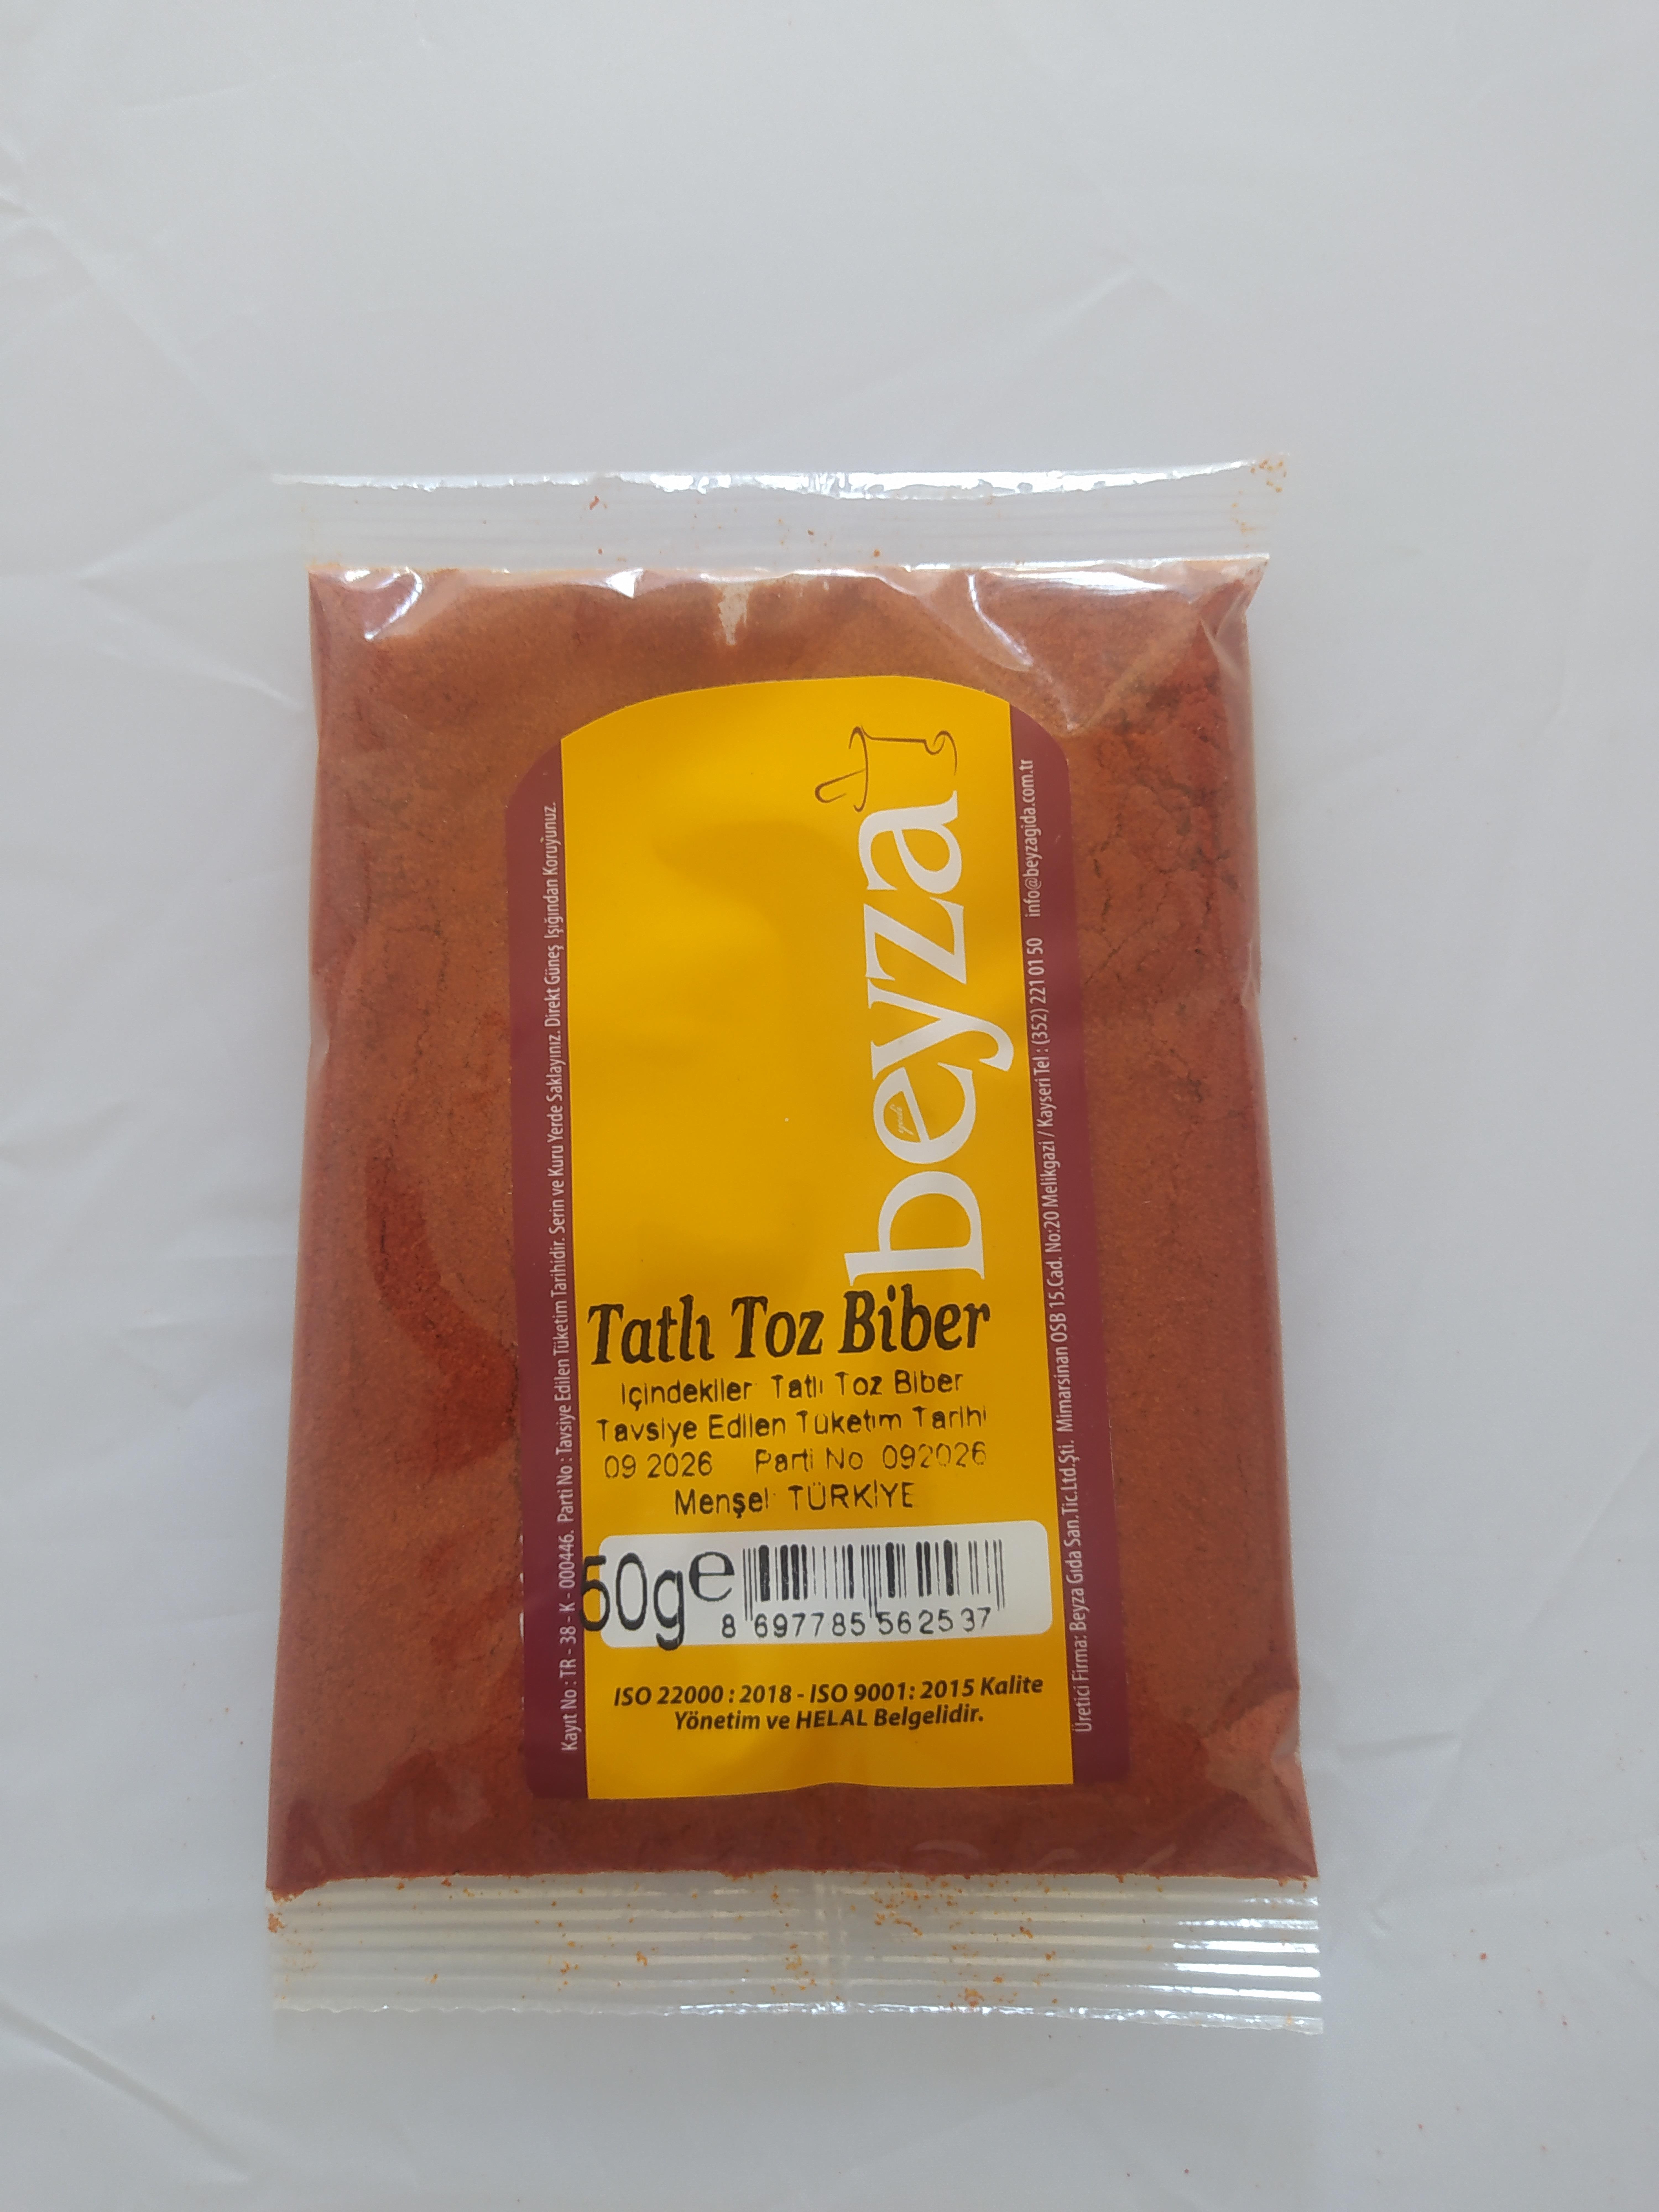 beyza
Tatlı Toz Biber
İçindekiler Tatlı Toz Biber
Tavsiye Edilen Tüketim Tarihi
09 2026 Parti No 092026
Menşei TÜRKİYE
50g e
8 697785 562537
ISO 22000 : 2018 - ISO 9001: 2015 Kalite
Yönetim ve HELAL Belgelidir.
Kayıt No : TR - 38 - K - 000446. Parti No : Tavsiye Edilen Tüketim Tarihidir. Serin ve Kuru Yerde Saklayınız. Direkt Güneş Işığından Koruyunuz.
Üretici Firma: Beyza Gıda San.Tic.Ltd.Şti. Mimarsinan OSB 15.Cad. No:20 Melikgazi / Kayseri Tel : (352) 221 01 50 info@beyzagida.com.tr